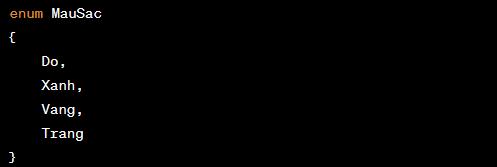 enum MauSac
{
    Do,
    Xanh,
    Vang,
    Trang
}